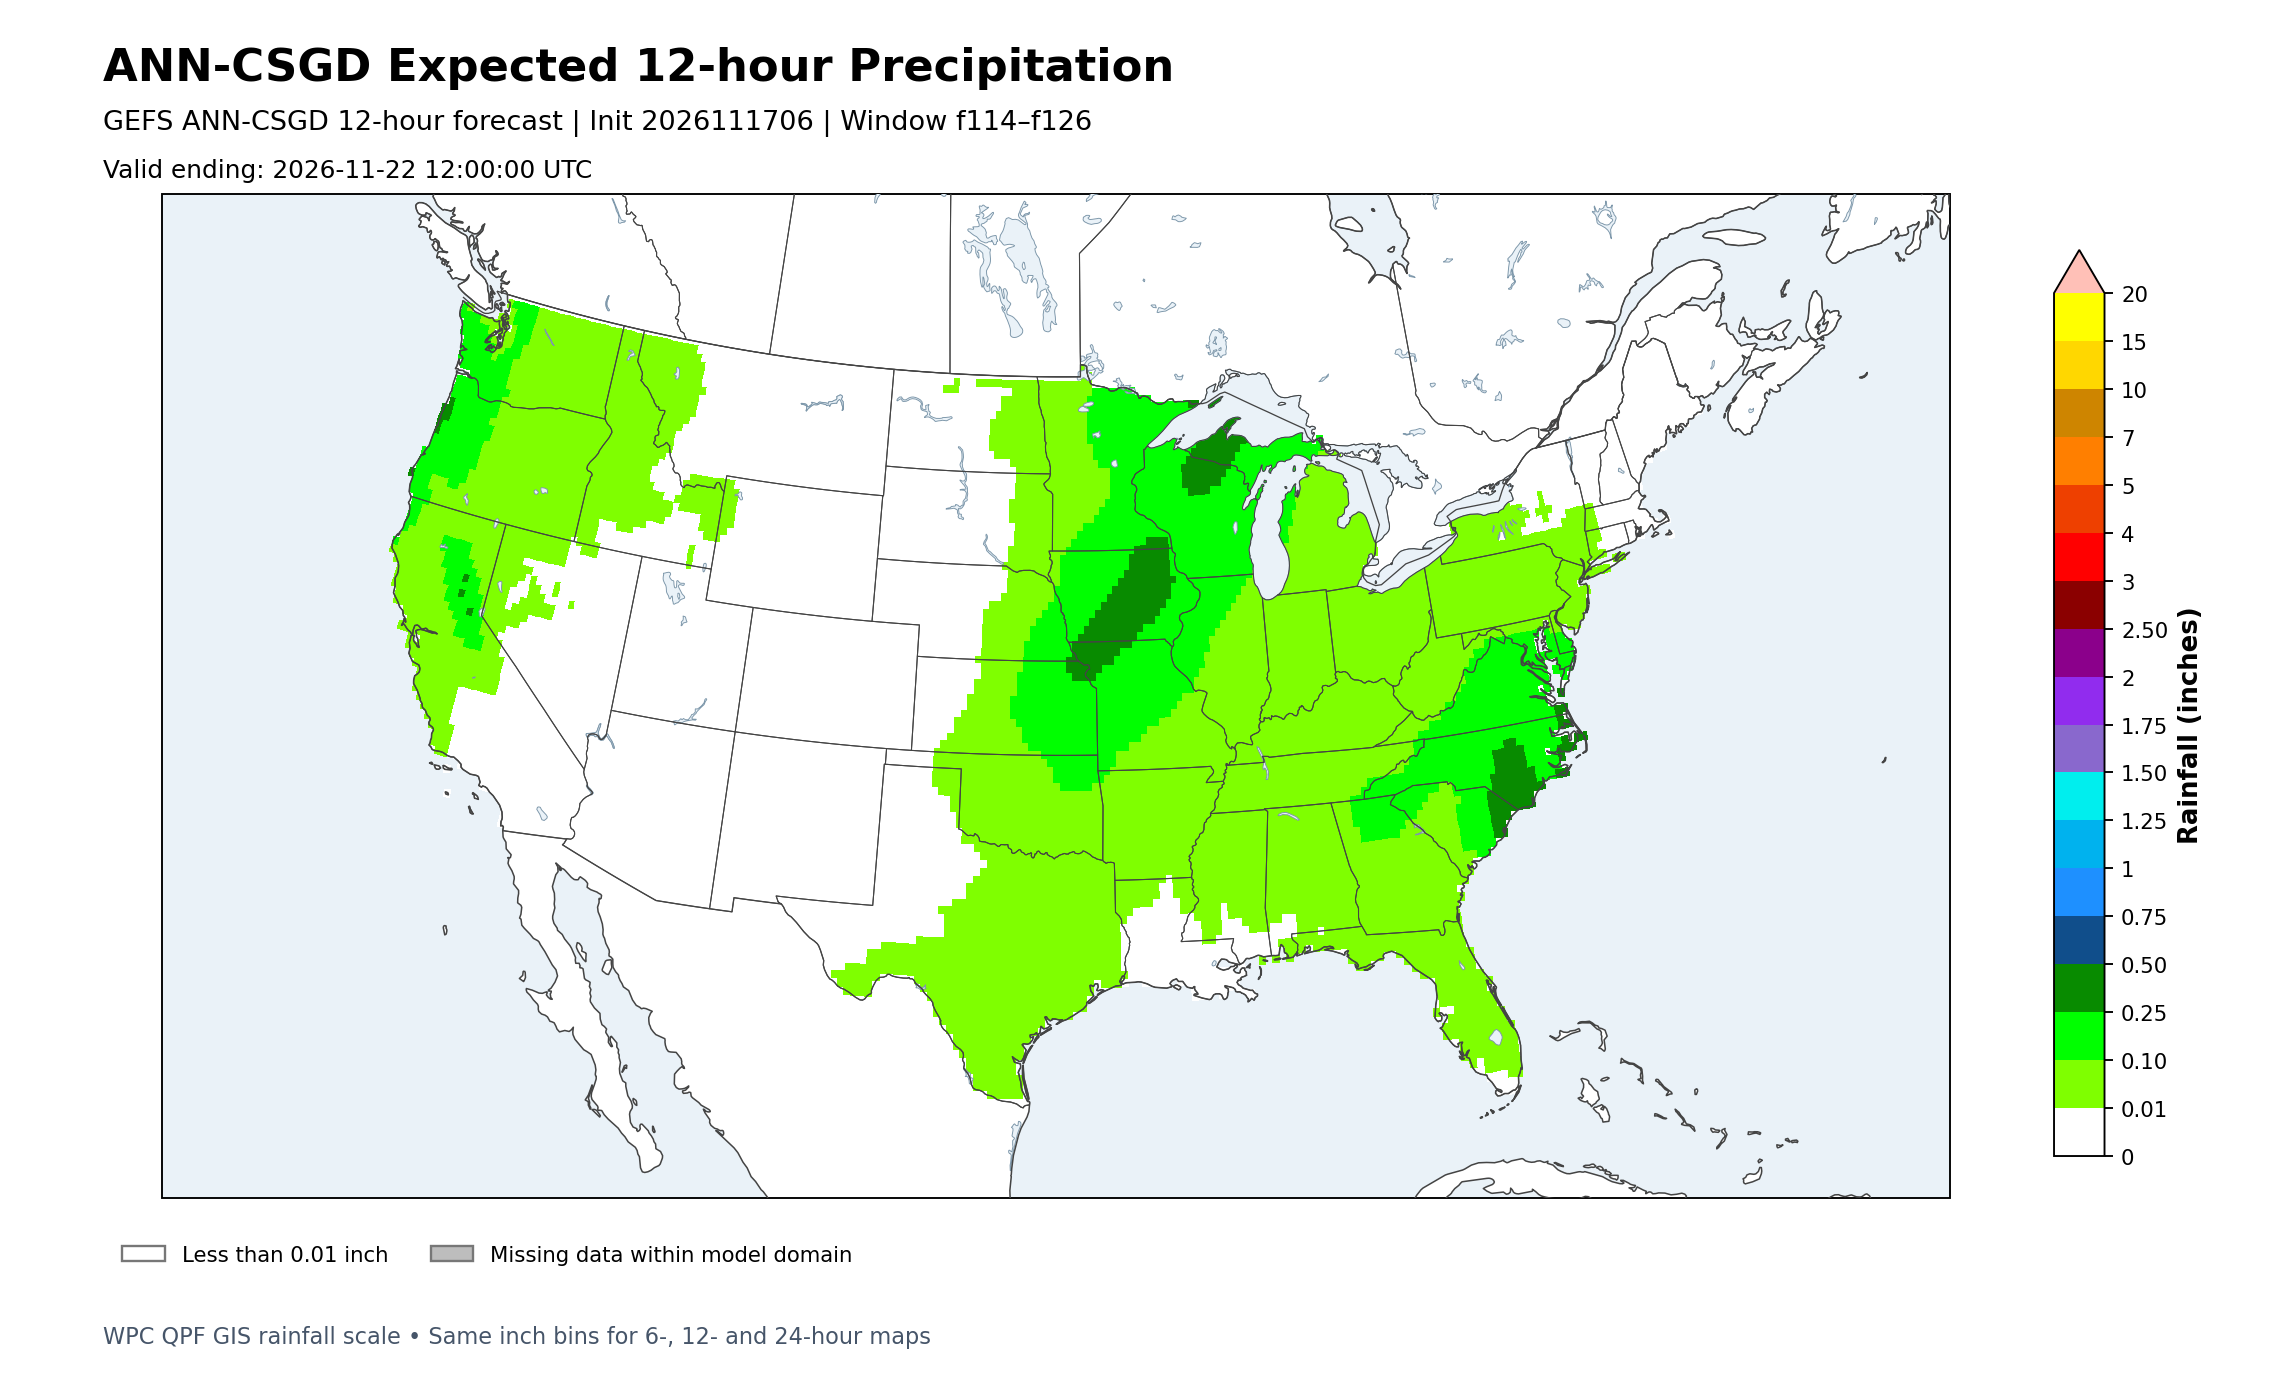 ANN-CSGD Expected 12-hour Precipitation
GEFS ANN-CSGD 12-hour forecast | Init 2026111706 | Window f114–f126
Valid ending: 2026-11-22 12:00:00 UTC
20
15
10
7
5
4
3
2.50
2
1.75
1.50
1.25
1
0.75
0.50
0.25
0.10
0.01
0
Rainfall (inches)
Less than 0.01 inch
Missing data within model domain
WPC QPF GIS rainfall scale • Same inch bins for 6-, 12- and 24-hour maps